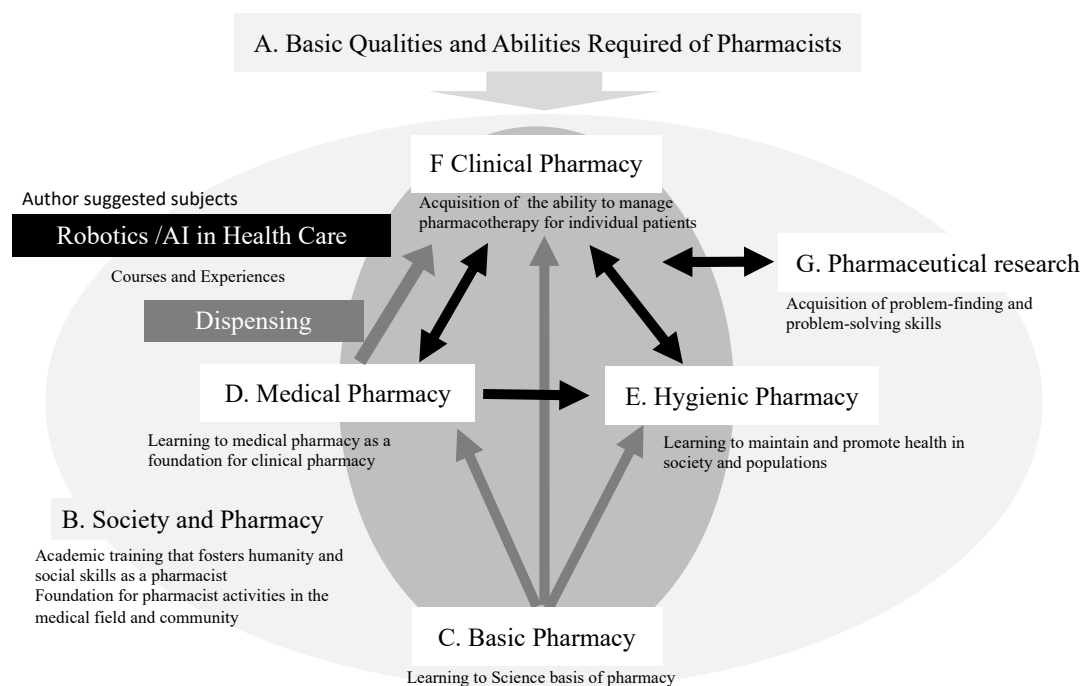 A. Basic Qualities and Abilities Required of Pharmacists
F Clinical Pharmacy
Acquisition of the ability to manage
pharmacotherapy for individual patients
Author suggested subjects
Robotics /AI in Health Care
Courses and Experiences
Dispensing
G. Pharmaceutical research
Acquisition of problem-finding and
problem-solving skills
D. Medical Pharmacy
Learning to medical pharmacy as a
foundation for clinical pharmacy
E. Hygienic Pharmacy
Learning to maintain and promote health in
society and populations
B. Society and Pharmacy
Academic training that fosters humanity and
social skills as a pharmacist
Foundation for pharmacist activities in the
medical field and community
C. Basic Pharmacy
Learning to Science basis of pharmacy